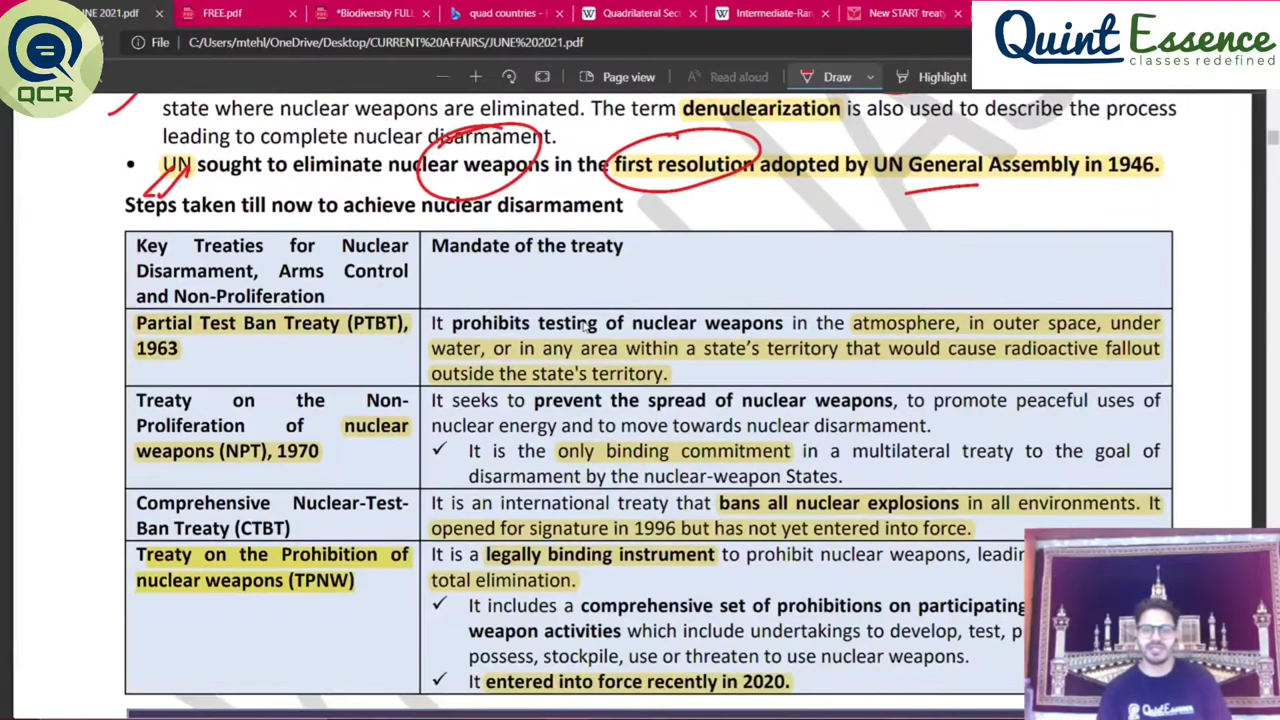 JUNE 2021.pdf
FREE.pdf
*Biodiversity FULL
quad countries -
Quadrilateral Sec
Intermediate-Ran
New START treaty
QCR
File
C:/Users/mtehl/OneDrive/Desktop/CURRENT%20AFFAIRS/JUNE%202021.pdf
Quint Essence
classes redefined
Page view
Read aloud
Draw
Highlight
state where nuclear weapons are eliminated. The term denuclearization is also used to describe the process
leading to complete nuclear disarmament.
• UN sought to eliminate nuclear weapons in the first resolution adopted by UN General Assembly in 1946.
Steps taken till now to achieve nuclear disarmament
Key Treaties for Nuclear
Disarmament, Arms Control
and Non-Proliferation
Mandate of the treaty
Partial Test Ban Treaty (PTBT),
1963
It prohibits testing of nuclear weapons in the atmosphere, in outer space, under
water, or in any area within a state’s territory that would cause radioactive fallout
outside the state's territory.
Treaty on the Non-
Proliferation of nuclear
weapons (NPT), 1970
It seeks to prevent the spread of nuclear weapons, to promote peaceful uses of
nuclear energy and to move towards nuclear disarmament.
✓ It is the only binding commitment in a multilateral treaty to the goal of
disarmament by the nuclear-weapon States.
Comprehensive Nuclear-Test-
Ban Treaty (CTBT)
It is an international treaty that bans all nuclear explosions in all environments. It
opened for signature in 1996 but has not yet entered into force.
Treaty on the Prohibition of
nuclear weapons (TPNW)
It is a legally binding instrument to prohibit nuclear weapons,
total elimination.
✓ It includes a comprehensive set of prohibitions on participating
weapon activities which include undertakings to develop, test,
possess, stockpile, use or threaten to use nuclear weapons.
✓ It entered into force recently in 2020.
Quint Essence